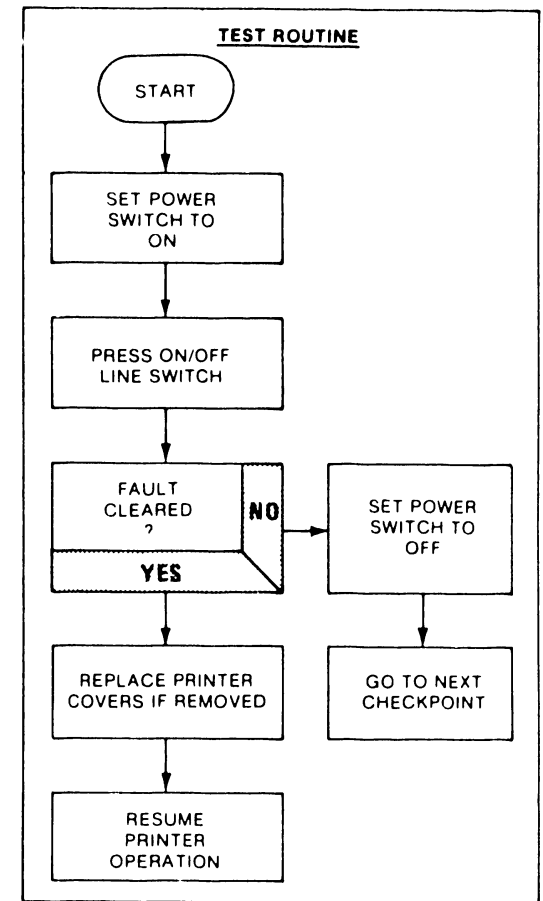 TEST ROUTINE
START
SET POWER
SWITCH TO
ON
PRESS ON/OFF
LINE SWITCH
FAULT
CLEARED
?
NO
YES
SET POWER
SWITCH TO
OFF
REPLACE PRINTER
COVERS IF REMOVED
GO TO NEXT
CHECKPOINT
RESUME
PRINTER
OPERATION